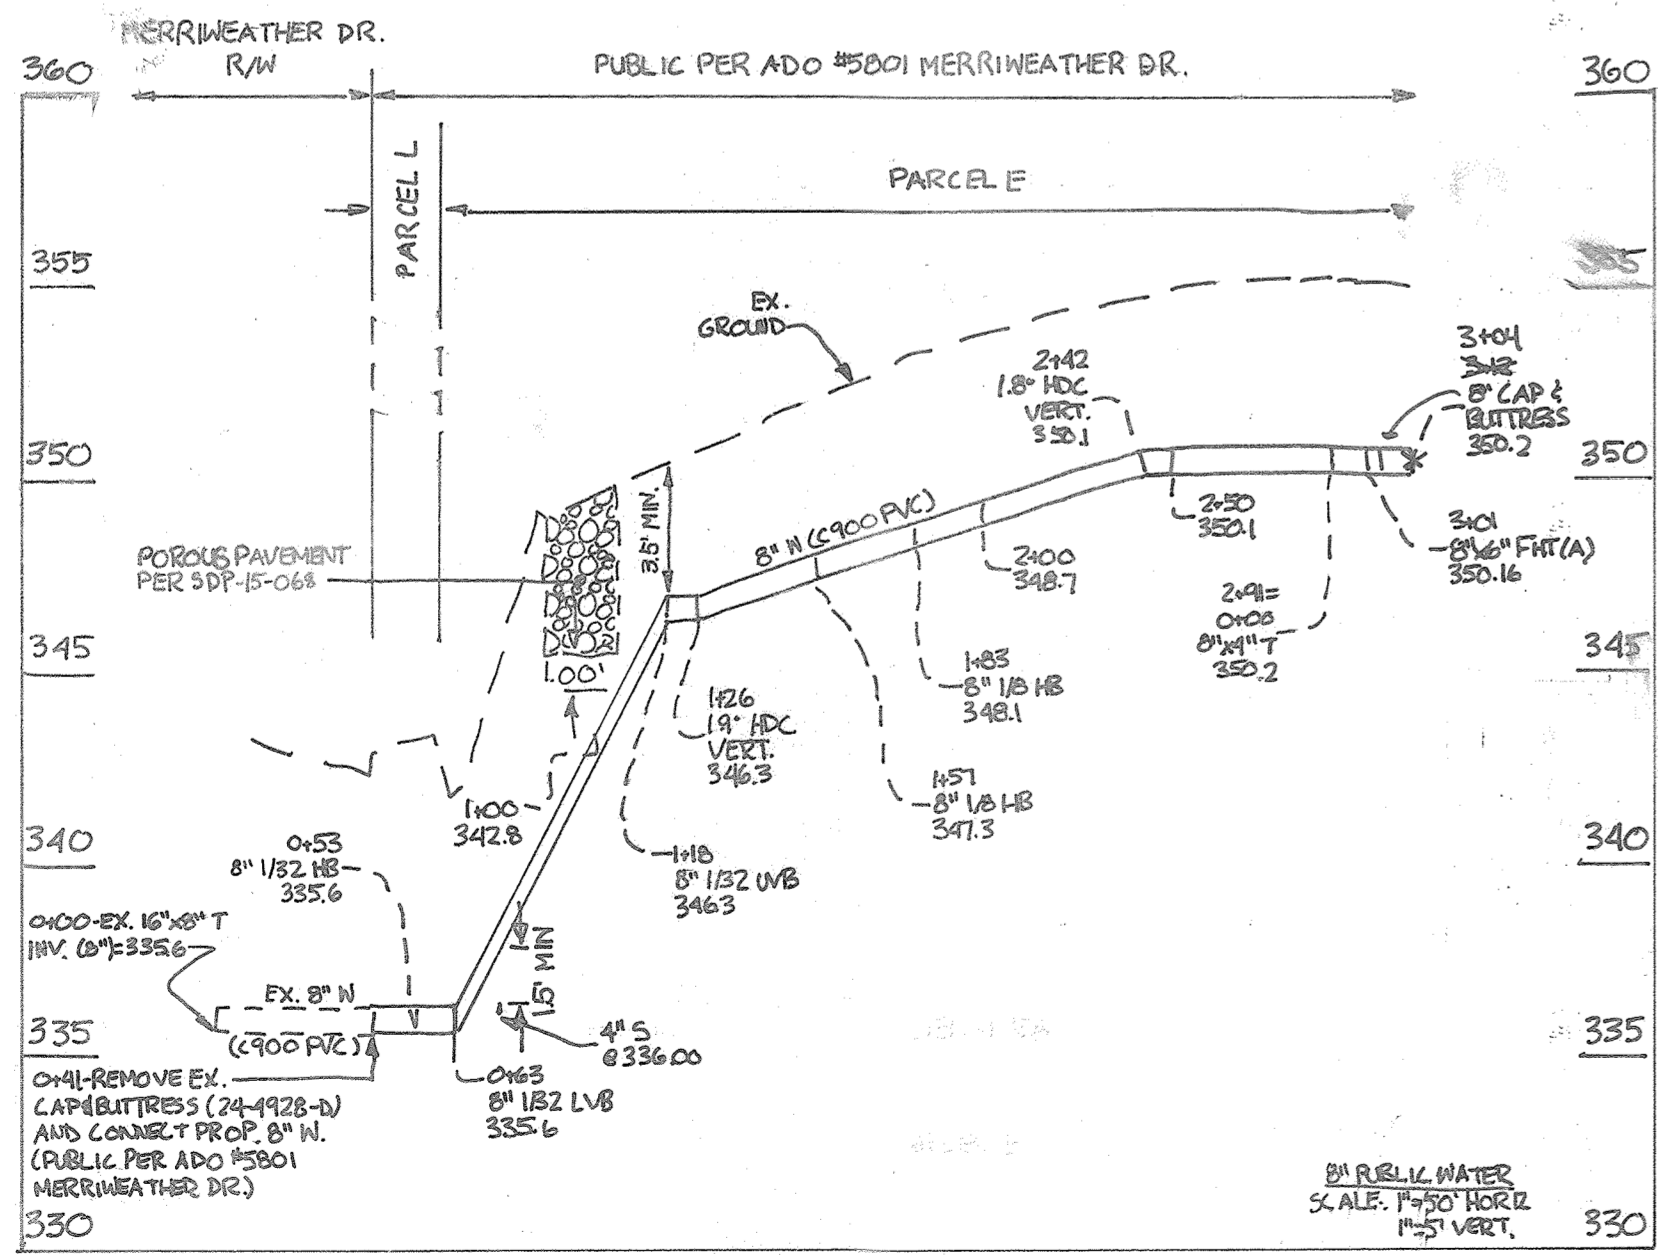 MERRIWEATHER DR.
R/W
PUBLIC PER ADO #5801 MERRIWEATHER DR.
360
360
PARCEL L
PARCEL E
355
355
EX.
GROUND
2+42
1.8° HDC
VERT.
350.1
3+04
8" CAP &
BUTTRESS
350.2
350
350
3.5' MIN.
8" W (C900 PVC)
2+50
350.1
3+01
8"x6" FHT(A)
350.16
POROUS PAVEMENT
PER SDP-15-068
2+00
348.7
2+91=
0+00
8"x4" T
350.2
345
345
1.00'
1+83
8" 1/8 HB
348.1
1+26
1.9° HDC
VERT.
346.3
1+57
8" 1/8 HB
347.3
1+00
342.8
340
340
0+53
8" 1/32 HB
335.6
1+18
8" 1/32 UVB
346.3
0+00-EX. 16"x8" T
INV. (8")=335.6
1.5' MIN
EX. 8" W
(C900 PVC)
335
335
4" S
@ 336.00
0+63
8" 1/32 LVB
335.6
0+41-REMOVE EX.
CAP&BUTTRESS (24-4928-D)
AND CONNECT PROP. 8" W.
(PUBLIC PER ADO #5801
MERRIWEATHER DR.)
8" PUBLIC WATER
SCALE: 1"=50' HORIZ
1"=5' VERT.
330
330